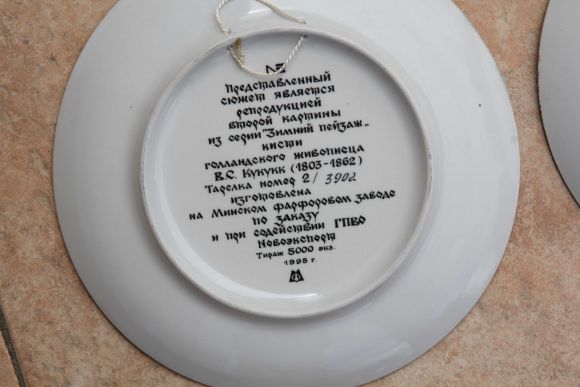 Представленный
сюжет является
репродукцией
второй картины
из серии "Зимний пейзаж"
кисти
голландского живописца
В.С. Кукукк (1803-1862)
Тарелка номер 2/3902
изготовлена
на Минском фарфоровом заводе
по заказу
и при содействии ГПВО
Новоэкспорт
Тираж 5000 экз.
1995 г.